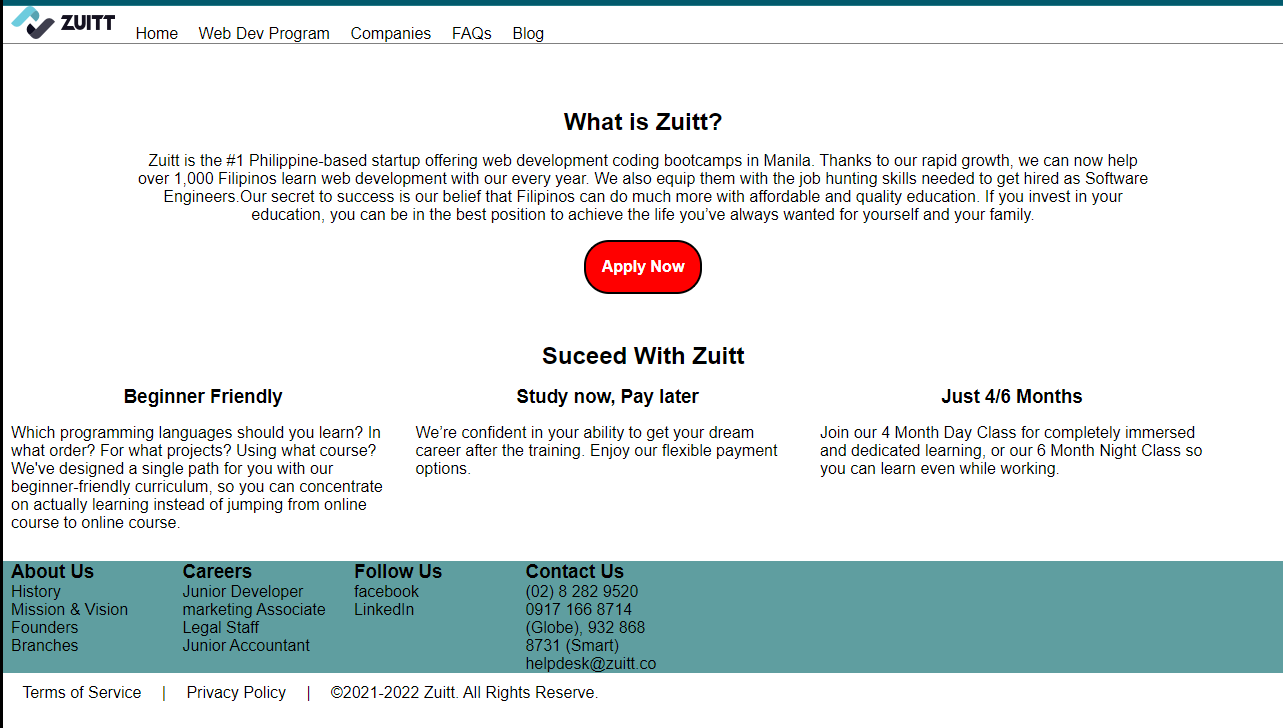 ZUITT
Home Web Dev Program Companies FAQs Blog
What is Zuitt?
Zuitt is the #1 Philippine-based startup offering web development coding bootcamps in Manila. Thanks to our rapid growth, we can now help
over 1,000 Filipinos learn web development with our every year. We also equip them with the job hunting skills needed to get hired as Software
Engineers.Our secret to success is our belief that Filipinos can do much more with affordable and quality education. If you invest in your
education, you can be in the best position to achieve the life you’ve always wanted for yourself and your family.
Apply Now
Suceed With Zuitt
Beginner Friendly
Which programming languages should you learn? In
what order? For what projects? Using what course?
We've designed a single path for you with our
beginner-friendly curriculum, so you can concentrate
on actually learning instead of jumping from online
course to online course.
Study now, Pay later
We’re confident in your ability to get your dream
career after the training. Enjoy our flexible payment
options.
Just 4/6 Months
Join our 4 Month Day Class for completely immersed
and dedicated learning, or our 6 Month Night Class so
you can learn even while working.
About Us
History
Mission & Vision
Founders
Branches
Careers
Junior Developer
marketing Associate
Legal Staff
Junior Accountant
Follow Us
facebook
LinkedIn
Contact Us
(02) 8 282 9520
0917 166 8714
(Globe), 932 868
8731 (Smart)
helpdesk@zuitt.co
Terms of Service | Privacy Policy | ©2021-2022 Zuitt. All Rights Reserve.